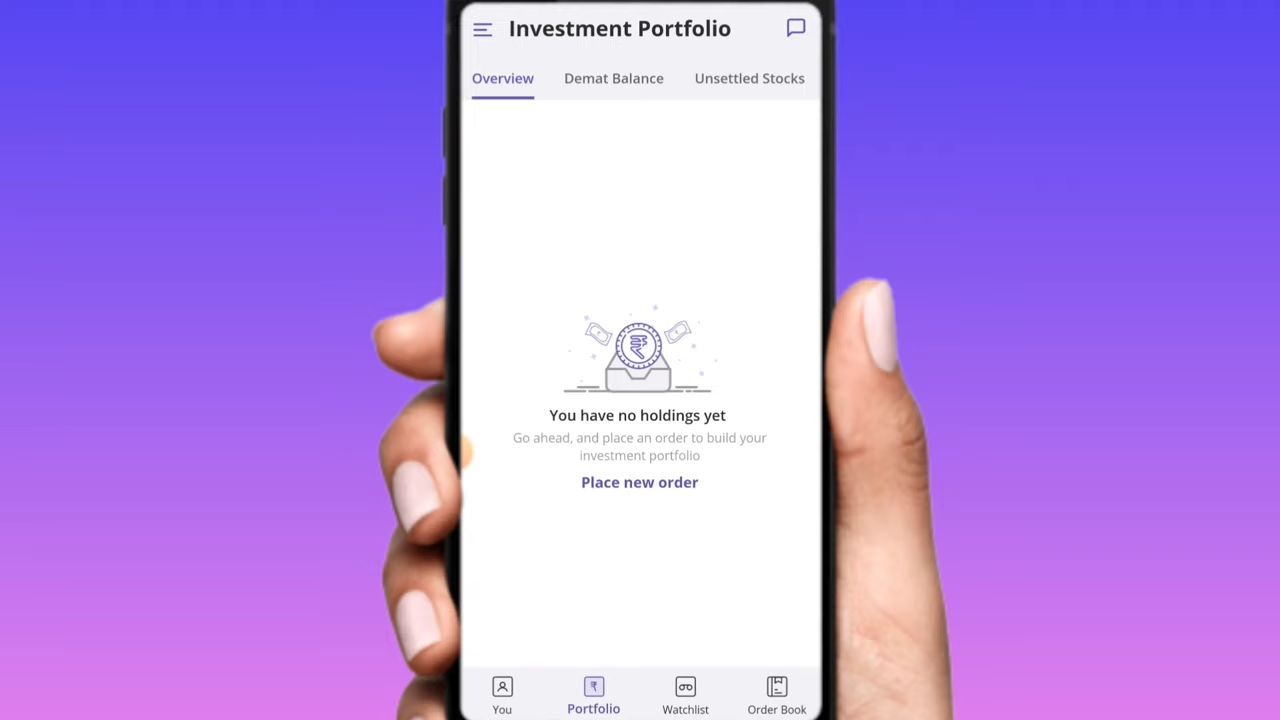 Investment Portfolio
Overview Demat Balance Unsettled Stocks
₹
You have no holdings yet
Go ahead, and place an order to build your
investment portfolio
Place new order
₹
You Portfolio Watchlist Order Book